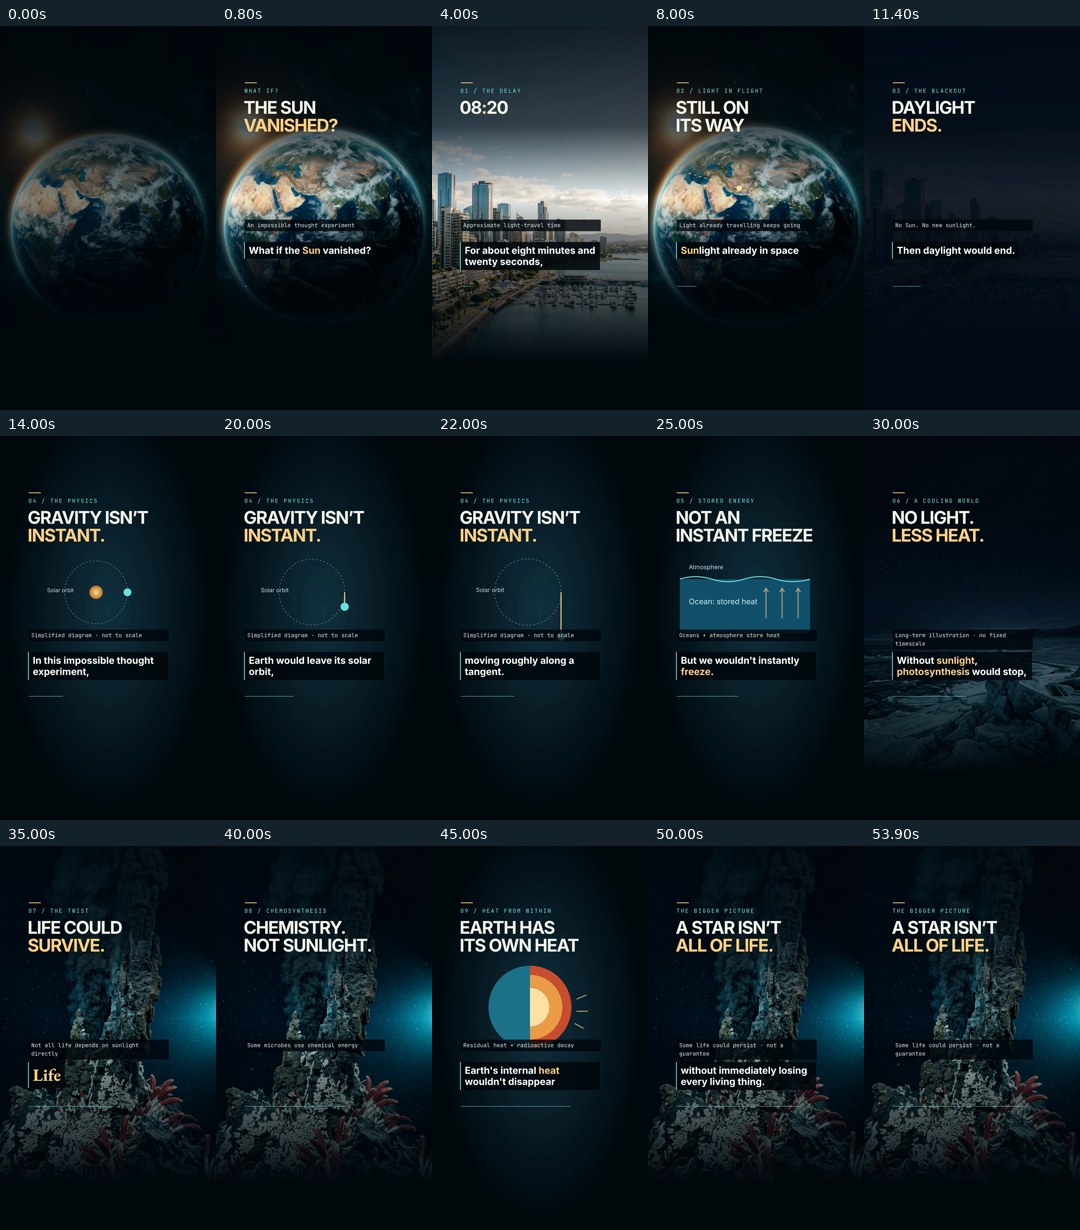 0.00s
0.80s
4.00s
8.00s
11.40s
WHAT IF?
THE SUN
VANISHED?
An impossible thought experiment
What if the Sun vanished?
01 / THE DELAY
08:20
Approximate light-travel time
For about eight minutes and
twenty seconds,
02 / LIGHT IN FLIGHT
STILL ON
ITS WAY
Light already travelling keeps going
Sunlight already in space
03 / THE BLACKOUT
DAYLIGHT
ENDS.
No Sun. No new sunlight.
Then daylight would end.
14.00s
20.00s
22.00s
25.00s
30.00s
04 / THE PHYSICS
GRAVITY ISN'T
INSTANT.
Solar orbit
Simplified diagram · not to scale
In this impossible thought
experiment,
04 / THE PHYSICS
GRAVITY ISN'T
INSTANT.
Solar orbit
Simplified diagram · not to scale
Earth would leave its solar
orbit,
04 / THE PHYSICS
GRAVITY ISN'T
INSTANT.
Solar orbit
Simplified diagram · not to scale
moving roughly along a
tangent.
05 / STORED ENERGY
NOT AN
INSTANT FREEZE
Atmosphere
Ocean: stored heat
Oceans + atmosphere store heat
But we wouldn't instantly
freeze.
06 / A COOLING WORLD
NO LIGHT.
LESS HEAT.
Long-term illustration · no fixed
timescale
Without sunlight,
photosynthesis would stop,
35.00s
40.00s
45.00s
50.00s
53.90s
07 / THE TWIST
LIFE COULD
SURVIVE.
Not all life depends on sunlight
directly
Life
08 / CHEMOSYNTHESIS
CHEMISTRY.
NOT SUNLIGHT.
Some microbes use chemical energy
09 / HEAT FROM WITHIN
EARTH HAS
ITS OWN HEAT
Residual heat + radioactive decay
Earth's internal heat
wouldn't disappear
THE BIGGER PICTURE
A STAR ISN'T
ALL OF LIFE.
Some life could persist · not a
guarantee
without immediately losing
every living thing.
THE BIGGER PICTURE
A STAR ISN'T
ALL OF LIFE.
Some life could persist · not a
guarantee